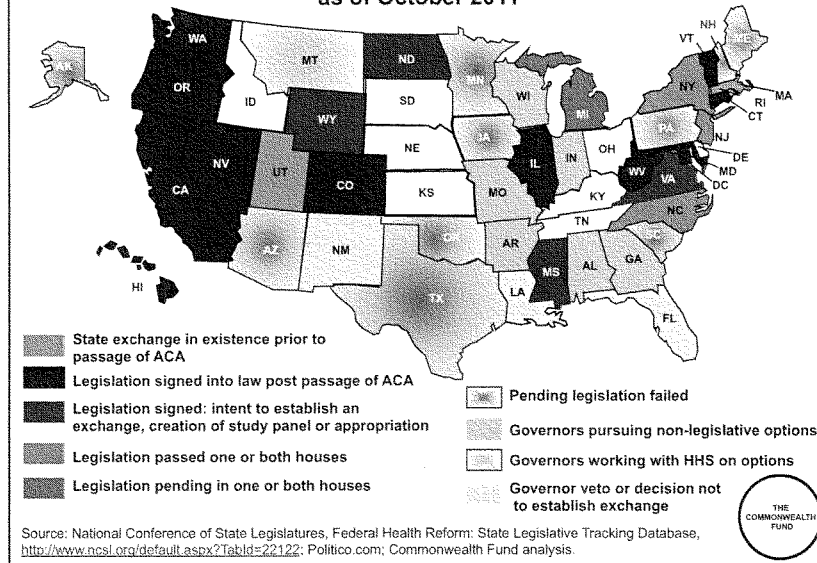 as of October 2011
NH
WA
VT
ME
AK
MT
ND
MN
OR
ID
SD
WI
NY
MA
WY
MI
RI
CT
IA
PA
NJ
NE
NV
UT
IL
IN
OH
DE
MD
CA
CO
WV
VA
DC
KS
MO
KY
NC
TN
AZ
NM
OK
AR
SC
HI
MS
AL
GA
TX
LA
FL
State exchange in existence prior to
passage of ACA
Legislation signed into law post passage of ACA
Legislation signed: intent to establish an
exchange, creation of study panel or appropriation
Legislation passed one or both houses
Legislation pending in one or both houses
Pending legislation failed
Governors pursuing non-legislative options
Governors working with HHS on options
Governor veto or decision not
to establish exchange
THE
COMMONWEALTH
FUND
Source: National Conference of State Legislatures, Federal Health Reform: State Legislative Tracking Database,
http://www.ncsl.org/default.aspx?TabId=22122; Politico.com; Commonwealth Fund analysis.